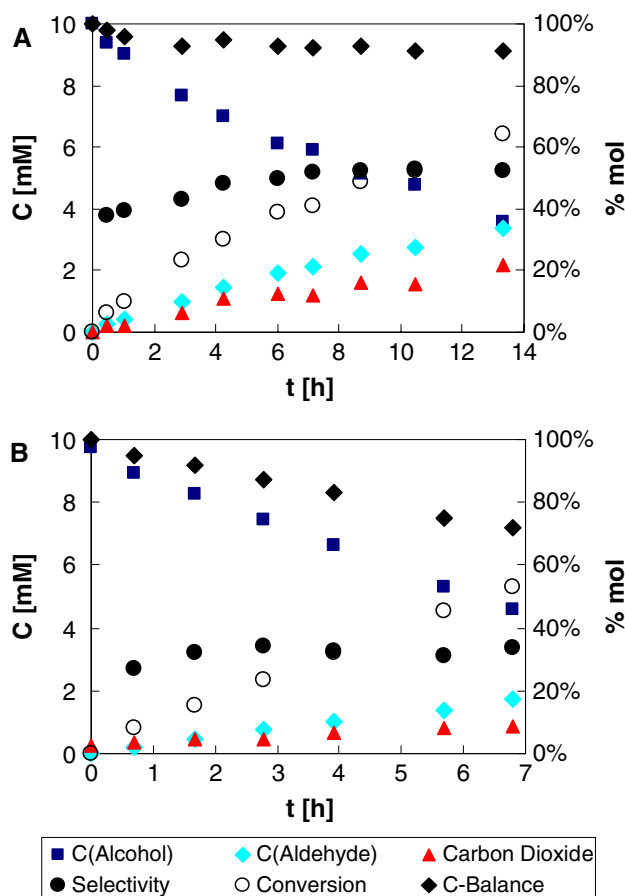 A
10
8
6
4
2
0
C [mM]
100%
80%
60%
40%
20%
0%
% mol
0 2 4 6 8 10 12 14
t [h]
B
10
8
6
4
2
0
C [mM]
100%
80%
60%
40%
20%
0%
% mol
0 1 2 3 4 5 6 7
t [h]
C(Alcohol) C(Aldehyde) Carbon Dioxide
Selectivity Conversion C-Balance